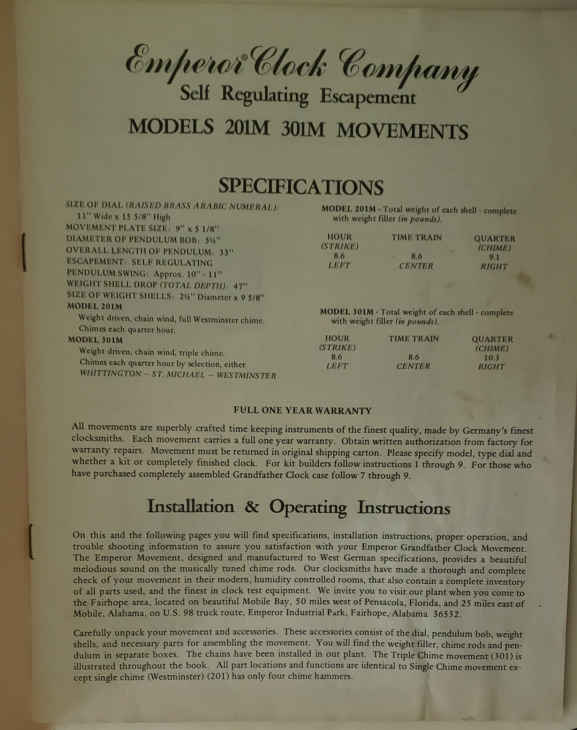 Emperor® Clock Company
Self Regulating Escapement
MODELS 201M 301M MOVEMENTS
SPECIFICATIONS
SIZE OF DIAL (RAISED BRASS ARABIC NUMERAL):
11" Wide x 15 5/8" High
MOVEMENT PLATE SIZE: 9" x 5 1/8"
DIAMETER OF PENDULUM BOB: 5¼"
OVERALL LENGTH OF PENDULUM: 33"
ESCAPEMENT: SELF REGULATING
PENDULUM SWING: Approx. 10" - 11"
WEIGHT SHELL DROP (TOTAL DEPTH): 47"
SIZE OF WEIGHT SHELLS: 2¼" Diameter x 9 5/8"
MODEL 201M
Weight driven, chain wind, full Westminster chime.
Chimes each quarter hour.
MODEL 301M
Weight driven, chain wind, triple chime.
Chimes each quarter hour by selection, either
WHITTINGTON – ST. MICHAEL – WESTMINSTER
MODEL 201M - Total weight of each shell - complete
with weight filler (in pounds).
HOUR TIME TRAIN QUARTER
(STRIKE) (CHIME)
8.6 8.6 9.1
LEFT CENTER RIGHT
MODEL 301M - Total weight of each shell - complete
with weight filler (in pounds).
HOUR TIME TRAIN QUARTER
(STRIKE) (CHIME)
8.6 8.6 10.3
LEFT CENTER RIGHT
FULL ONE YEAR WARRANTY
All movements are superbly crafted time keeping instruments of the finest quality, made by Germany's finest
clocksmiths. Each movement carries a full one year warranty. Obtain written authorization from factory for
warranty repairs. Movement must be returned in original shipping carton. Please specify model, type dial and
whether a kit or completely finished clock. For kit builders follow instructions 1 through 9. For those who
have purchased completely assembled Grandfather Clock case follow 7 through 9.
Installation & Operating Instructions
On this and the following pages you will find specifications, installation instructions, proper operation, and
trouble shooting information to assure you satisfaction with your Emperor Grandfather Clock Movement.
The Emperor Movement, designed and manufactured to West German specifications, provides a beautiful
melodious sound on the musically tuned chime rods. Our clocksmiths have made a thorough and complete
check of your movement in their modern, humidity controlled rooms, that also contain a complete inventory
of all parts used, and the finest in clock test equipment. We invite you to visit our plant when you come to
the Fairhope area, located on beautiful Mobile Bay, 50 miles west of Pensacola, Florida, and 25 miles east of
Mobile, Alabama, on U.S. 98 truck route, Emperor Industrial Park, Fairhope, Alabama 36532.
Carefully unpack your movement and accessories. These accessories consist of the dial, pendulum bob, weight
shells, and necessary parts for assembling the movement. You will find the weight filler, chime rods and pen-
dulum in separate boxes. The chains have been installed in our plant. The Triple Chime movement (301) is
illustrated throughout the book. All part locations and functions are identical to Single Chime movement ex-
cept single chime (Westminster) (201) has only four chime hammers.